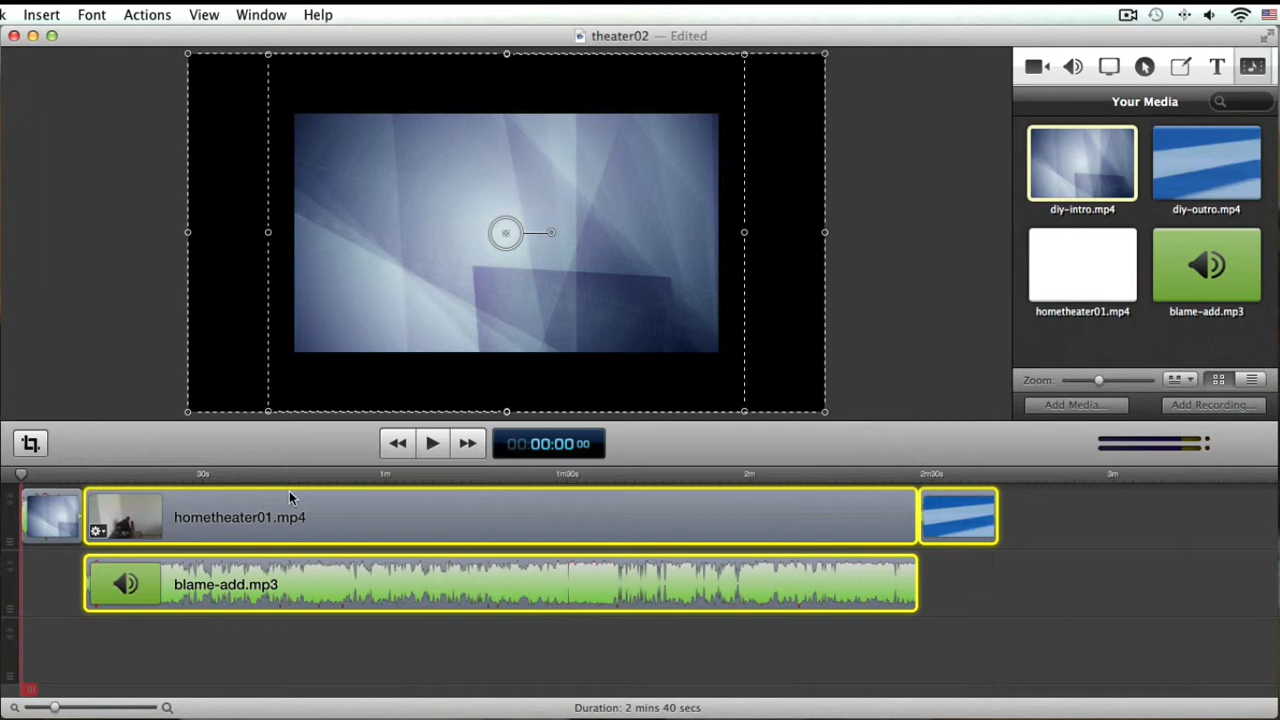 k Insert Font Actions View Window Help
theater02 — Edited
T
Your Media
diy-intro.mp4 diy-outro.mp4
hometheater01.mp4 blame-add.mp3
Zoom:
Add Media... Add Recording...
00:00:00 00
30s 1m 1m30s 2m 2m30s 3m
hometheater01.mp4
blame-add.mp3
Duration: 2 mins 40 secs